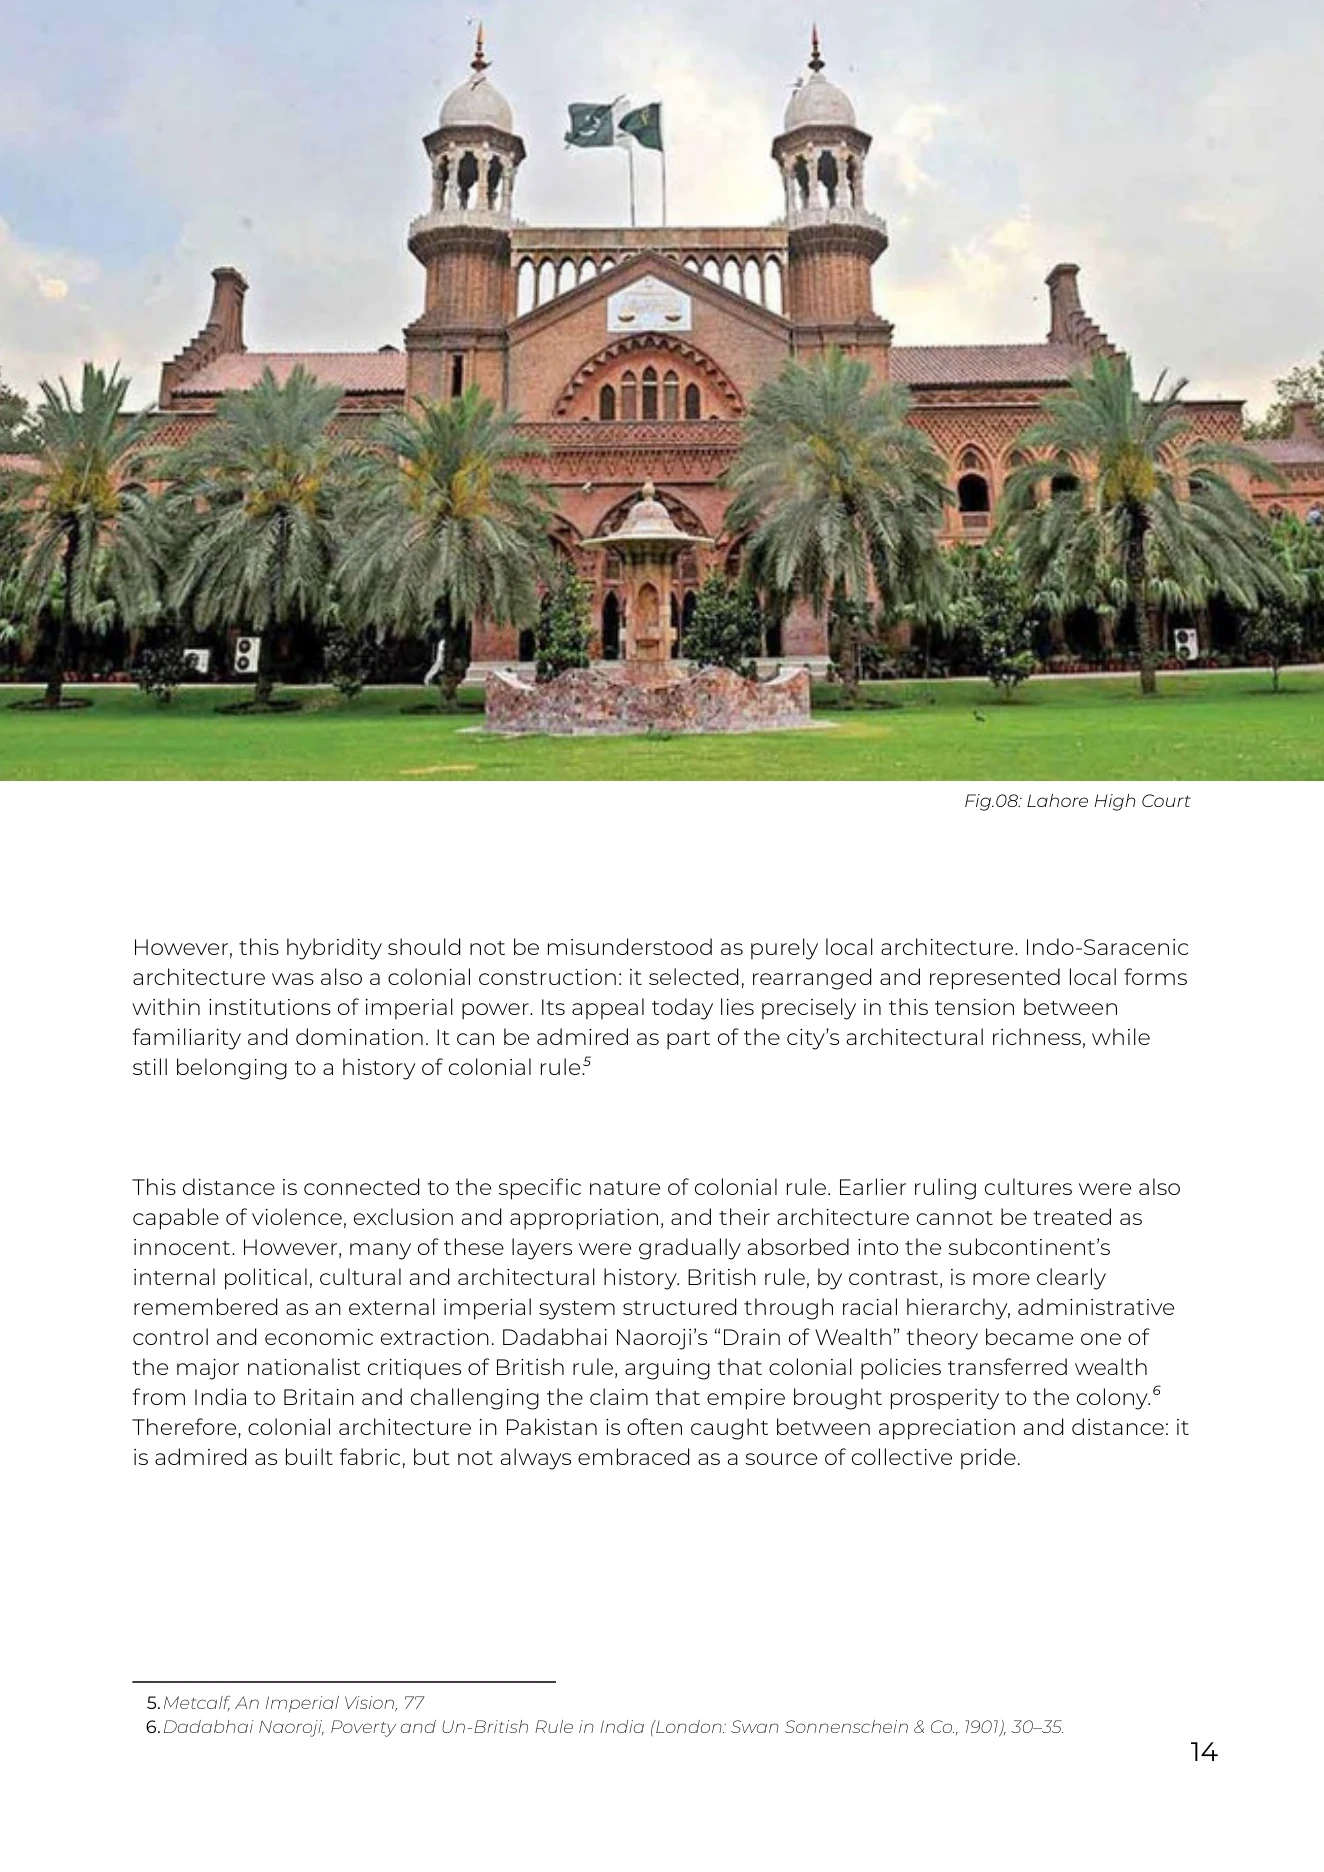 Fig.08: Lahore High Court
However, this hybridity should not be misunderstood as purely local architecture. Indo-Saracenic
architecture was also a colonial construction: it selected, rearranged and represented local forms
within institutions of imperial power. Its appeal today lies precisely in this tension between
familiarity and domination. It can be admired as part of the city’s architectural richness, while
still belonging to a history of colonial rule.⁵
This distance is connected to the specific nature of colonial rule. Earlier ruling cultures were also
capable of violence, exclusion and appropriation, and their architecture cannot be treated as
innocent. However, many of these layers were gradually absorbed into the subcontinent’s
internal political, cultural and architectural history. British rule, by contrast, is more clearly
remembered as an external imperial system structured through racial hierarchy, administrative
control and economic extraction. Dadabhai Naoroji’s “Drain of Wealth” theory became one of
the major nationalist critiques of British rule, arguing that colonial policies transferred wealth
from India to Britain and challenging the claim that empire brought prosperity to the colony.⁶
Therefore, colonial architecture in Pakistan is often caught between appreciation and distance: it
is admired as built fabric, but not always embraced as a source of collective pride.
5. Metcalf, An Imperial Vision, 77
6. Dadabhai Naoroji, Poverty and Un-British Rule in India (London: Swan Sonnenschein & Co., 1901), 30–35.
14